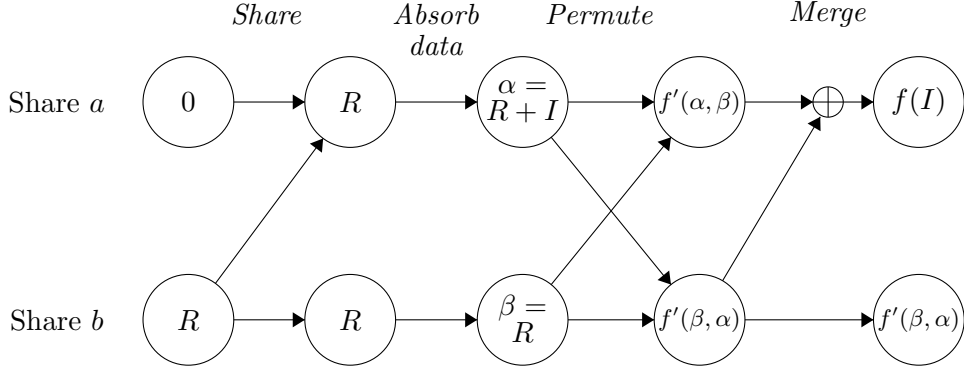 Share
Absorb
data
Permute
Merge
Share a
0
R
α =
R + I
f′(α, β)
f(I)
Share b
R
R
β =
R
f′(β, α)
f′(β, α)